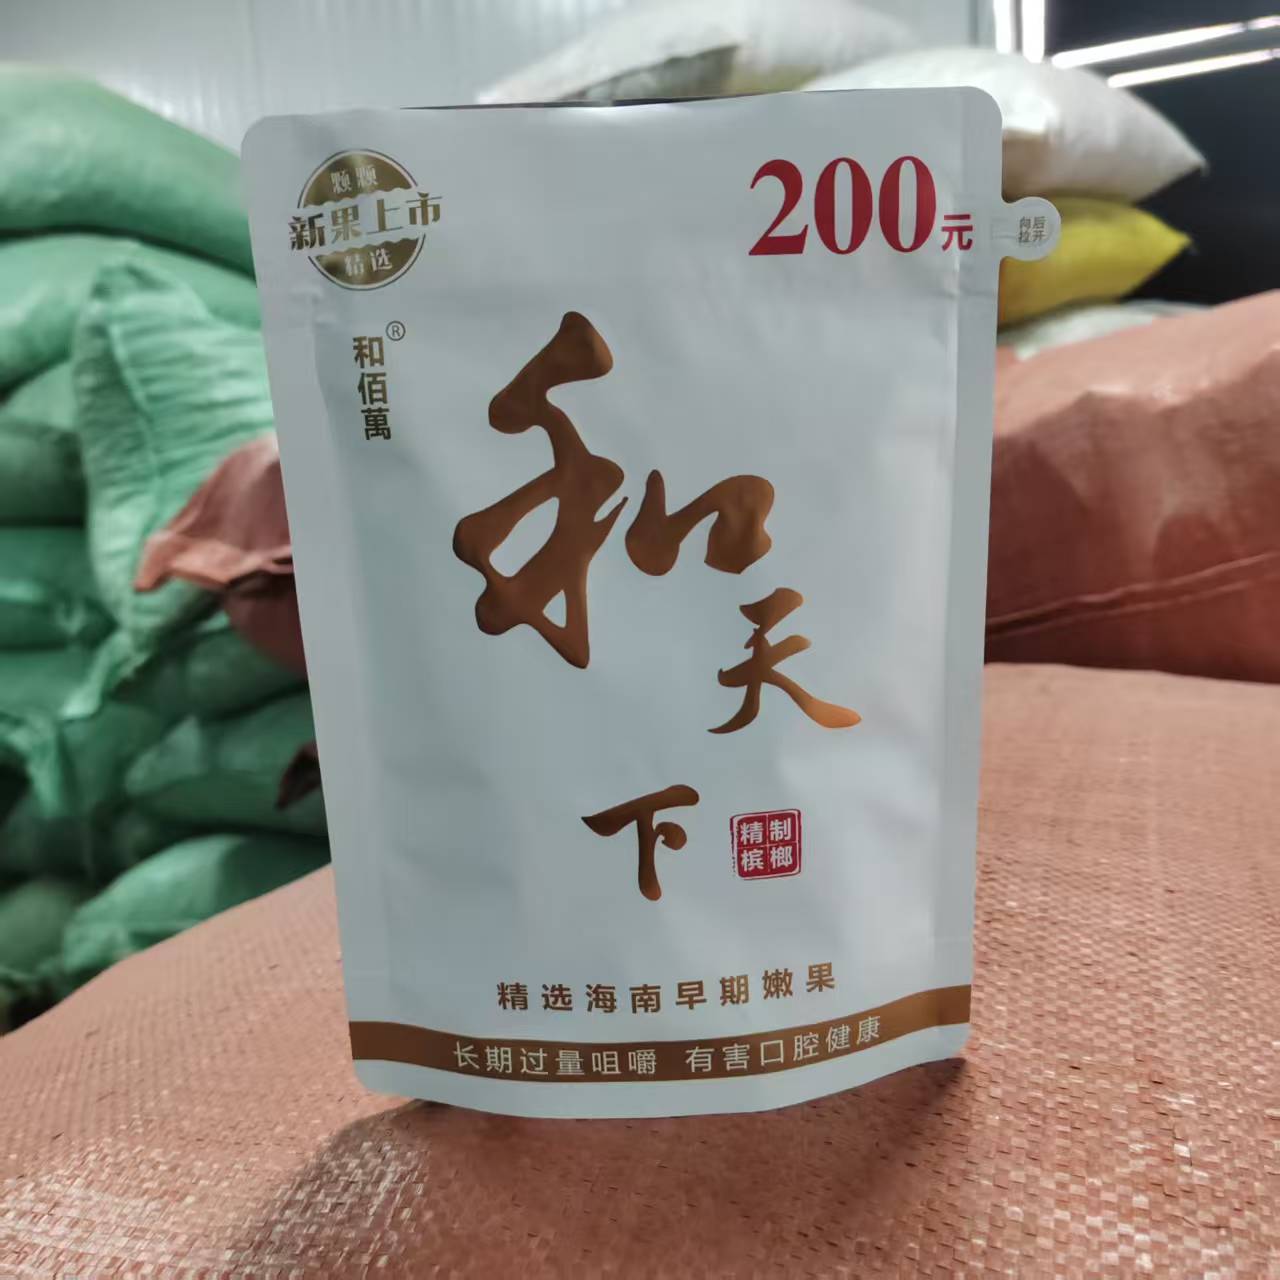 颗颗
新果上市
精选
200元
向后
拉开
和佰萬®
和
天
下
精制
槟榔
精选海南早期嫩果
长期过量咀嚼 有害口腔健康